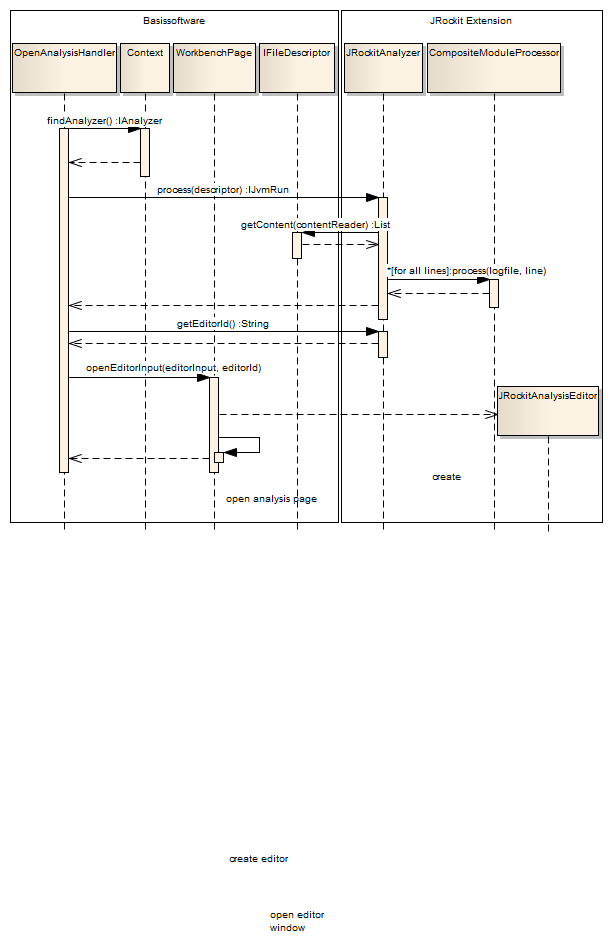 Basissoftware
JRockit Extension
OpenAnalysisHandler
Context
WorkbenchPage
IFileDescriptor
JRockitAnalyzer
CompositeModuleProcessor
findAnalyzer() :IAnalyzer
process(descriptor) :IJvmRun
getContent(contentReader) :List
*[for all lines]:process(logfile, line)
getEditorId() :String
openEditorInput(editorInput, editorId)
JRockitAnalysisEditor
create
open analysis page
create editor
open editor
window